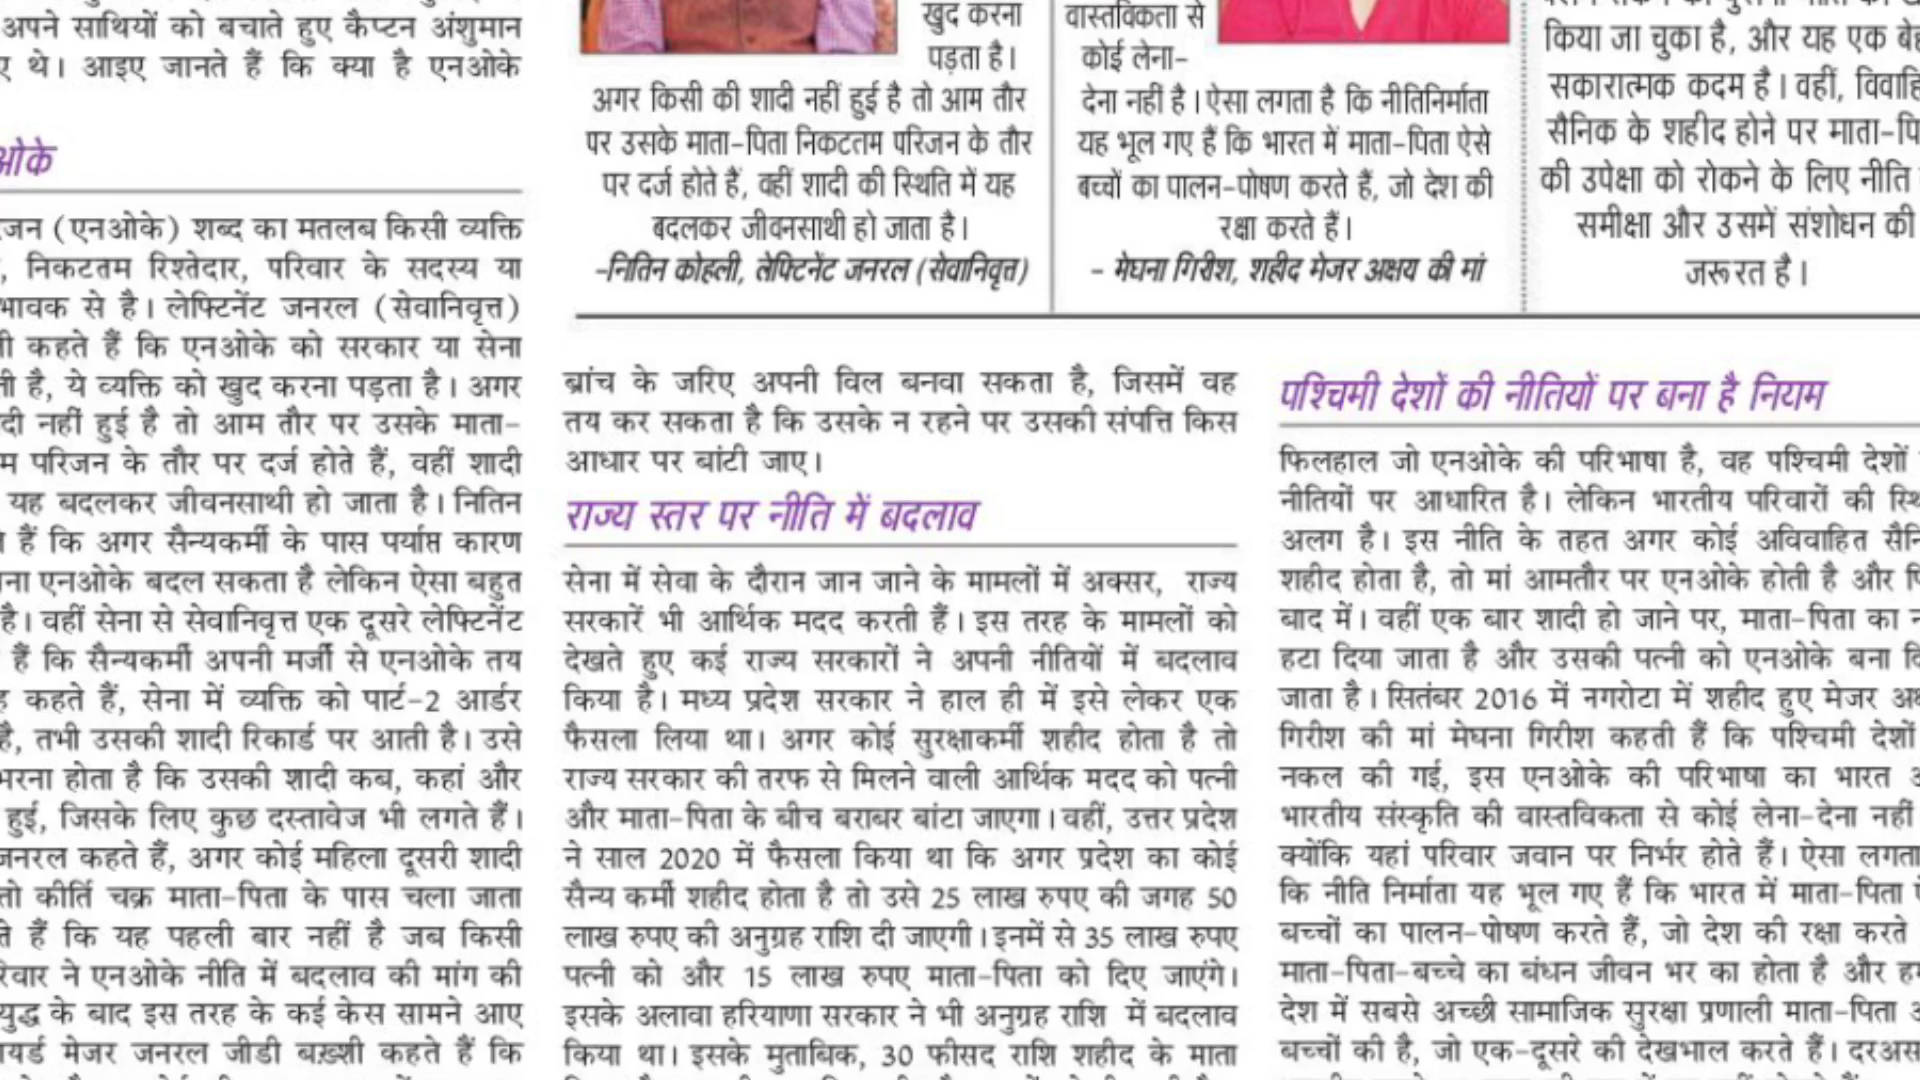 अपने साथियों को बचाते हुए कैप्टन अंशुमान
थे। आइए जानते हैं कि क्या है एनओके
ओके
(एनओके) शब्द का मतलब किसी व्यक्ति
, निकटतम रिश्तेदार, परिवार के सदस्य या
से है। लेफ्टिनेंट जनरल (सेवानिवृत्त)
कहते हैं कि एनओके को सरकार या सेना
है, ये व्यक्ति को खुद करना पड़ता है। अगर
नहीं हुई है तो आम तौर पर उसके माता-
परिजन के तौर पर दर्ज होते हैं, वहीं शादी
यह बदलकर जीवनसाथी हो जाता है। नितिन
हैं कि अगर सैन्यकर्मी के पास पर्याप्त कारण
एनओके बदल सकता है लेकिन ऐसा बहुत
है। वहीं सेना से सेवानिवृत्त एक दूसरे लेफ्टिनेंट
हैं कि सैन्यकर्मी अपनी मर्जी से एनओके तय
कहते हैं, सेना में व्यक्ति को पार्ट-2 आर्डर
है, तभी उसकी शादी रिकार्ड पर आती है। उसे
भरना होता है कि उसकी शादी कब, कहां और
हुई, जिसके लिए कुछ दस्तावेज भी लगते हैं।
जनरल कहते हैं, अगर कोई महिला दूसरी शादी
तो कीर्ति चक्र माता-पिता के पास चला जाता
हैं कि यह पहली बार नहीं है जब किसी
ने एनओके नीति में बदलाव की मांग की
युद्ध के बाद इस तरह के कई केस सामने आए
मेजर जनरल जीडी बख़्शी कहते हैं कि
खुद करना
पड़ता है।
अगर किसी की शादी नहीं हुई है तो आम तौर
पर उसके माता-पिता निकटतम परिजन के तौर
पर दर्ज होते हैं, वहीं शादी की स्थिति में यह
बदलकर जीवनसाथी हो जाता है।
-नितिन कोहली, लेफ्टिनेंट जनरल (सेवानिवृत्त)
वास्तविकता से
कोई लेना-
देना नहीं है। ऐसा लगता है कि नीतिनिर्माता
यह भूल गए हैं कि भारत में माता-पिता ऐसे
बच्चों का पालन-पोषण करते हैं, जो देश की
रक्षा करते हैं।
- मेघना गिरीश, शहीद मेजर अक्षय की मां
किया जा चुका है, और यह एक
सकारात्मक कदम है। वहीं,
सैनिक के शहीद होने पर
की उपेक्षा को रोकने के लिए नीति
समीक्षा और उसमें संशोधन की
जरूरत है।
ब्रांच के जरिए अपनी विल बनवा सकता है, जिसमें वह
तय कर सकता है कि उसके न रहने पर उसकी संपत्ति किस
आधार पर बांटी जाए।
राज्य स्तर पर नीति में बदलाव
सेना में सेवा के दौरान जान जाने के मामलों में अक्सर, राज्य
सरकारें भी आर्थिक मदद करती हैं। इस तरह के मामलों को
देखते हुए कई राज्य सरकारों ने अपनी नीतियों में बदलाव
किया है। मध्य प्रदेश सरकार ने हाल ही में इसे लेकर एक
फैसला लिया था। अगर कोई सुरक्षाकर्मी शहीद होता है तो
राज्य सरकार की तरफ से मिलने वाली आर्थिक मदद को पत्नी
और माता-पिता के बीच बराबर बांटा जाएगा। वहीं, उत्तर प्रदेश
ने साल 2020 में फैसला किया था कि अगर प्रदेश का कोई
सैन्य कर्मी शहीद होता है तो उसे 25 लाख रुपए की जगह 50
लाख रुपए की अनुग्रह राशि दी जाएगी। इनमें से 35 लाख रुपए
पत्नी को और 15 लाख रुपए माता-पिता को दिए जाएंगे।
इसके अलावा हरियाणा सरकार ने भी अनुग्रह राशि में बदलाव
किया था। इसके मुताबिक, 30 फीसद राशि शहीद के माता
पश्चिमी देशों की नीतियों पर बना है नियम
फिलहाल जो एनओके की परिभाषा है, वह पश्चिमी देशों
नीतियों पर आधारित है। लेकिन भारतीय परिवारों की
अलग है। इस नीति के तहत अगर कोई अविवाहित
शहीद होता है, तो मां आमतौर पर एनओके होती है और
बाद में। वहीं एक बार शादी हो जाने पर, माता-पिता का
हटा दिया जाता है और उसकी पत्नी को एनओके बना
जाता है। सितंबर 2016 में नगरोटा में शहीद हुए मेजर
गिरीश की मां मेघना गिरीश कहती हैं कि पश्चिमी देशों
नकल की गई, इस एनओके की परिभाषा का भारत
भारतीय संस्कृति की वास्तविकता से कोई लेना-देना नहीं
क्योंकि यहां परिवार जवान पर निर्भर होते हैं। ऐसा लगता
कि नीति निर्माता यह भूल गए हैं कि भारत में माता-पिता
बच्चों का पालन-पोषण करते हैं, जो देश की रक्षा करते
माता-पिता-बच्चे का बंधन जीवन भर का होता है और
देश में सबसे अच्छी सामाजिक सुरक्षा प्रणाली माता-पिता
बच्चों की है, जो एक-दूसरे की देखभाल करते हैं।